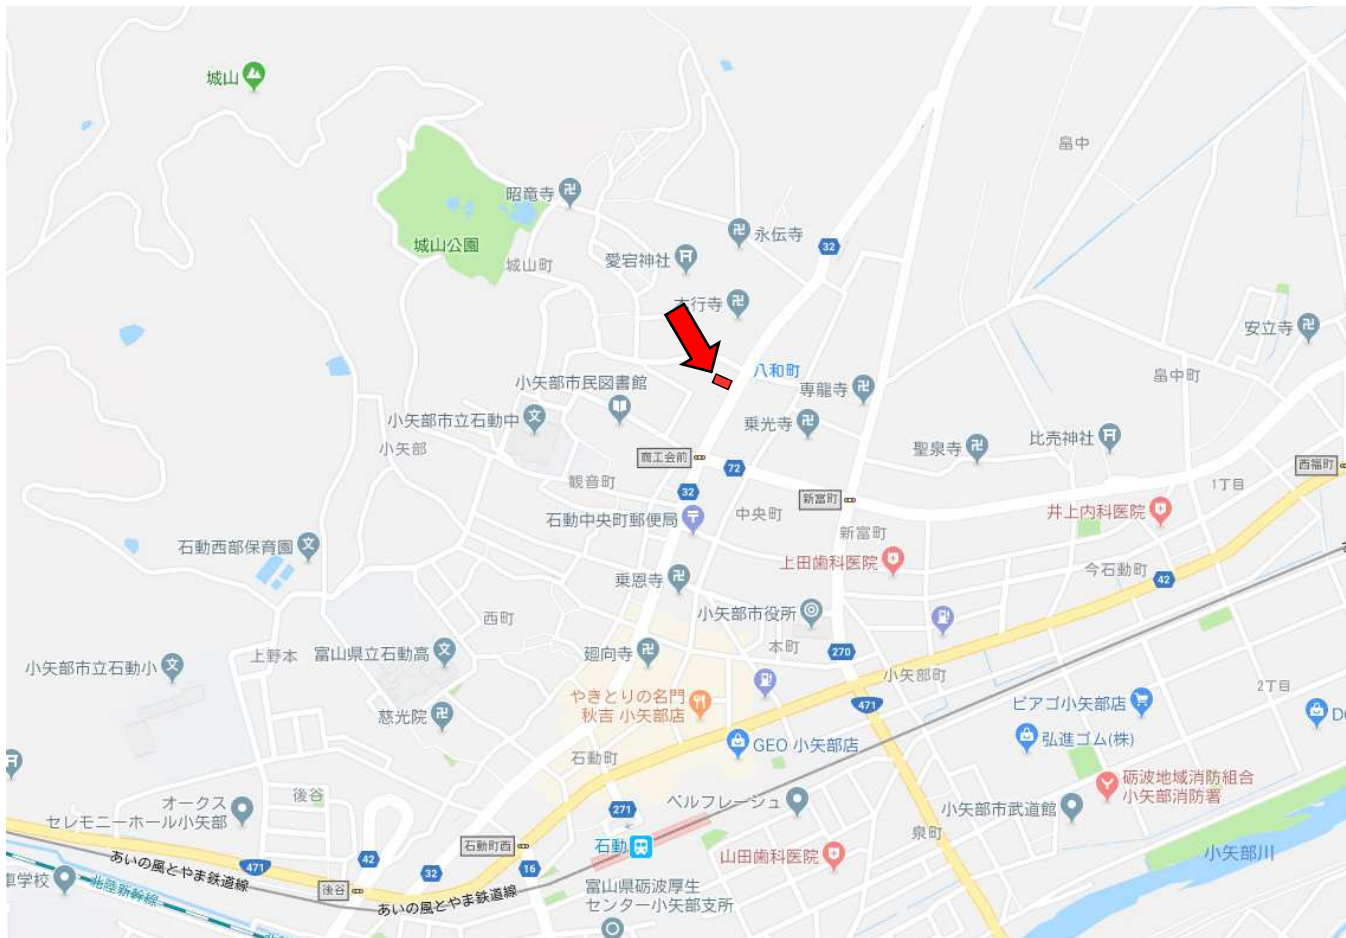 城山
畠中
昭竜寺
永伝寺
32
城山公園
城山町
愛宕神社
本行寺
安立寺
八和町
畠中町
小矢部市民図書館
専龍寺
小矢部市立石動中
乗光寺
小矢部
聖泉寺
比売神社
商工会前
72
西福町
観音町
32
新富町
1丁目
石動中央町郵便局
中央町
井上内科医院
新富町
石動西部保育園
上田歯科医院
今石動町
42
乗恩寺
小矢部市役所
西町
上野本
富山県立石動高
廻向寺
本町
270
小矢部市立石動小
小矢部町
2丁目
やきとりの名門
秋吉 小矢部店
471
ピアゴ小矢部店
慈光院
GEO 小矢部店
弘進ゴム(株)
石動町
砺波地域消防組合
小矢部消防署
後谷
オークス
セレモニーホール小矢部
271
ベルフレージュ
小矢部市武道館
泉町
石動町西
石動
山田歯科医院
小矢部川
あいの風とやま鉄道線
471
42
32
16
車学校
北陸新幹線
後谷
あいの風とやま鉄道線
富山県砺波厚生
センター小矢部支所